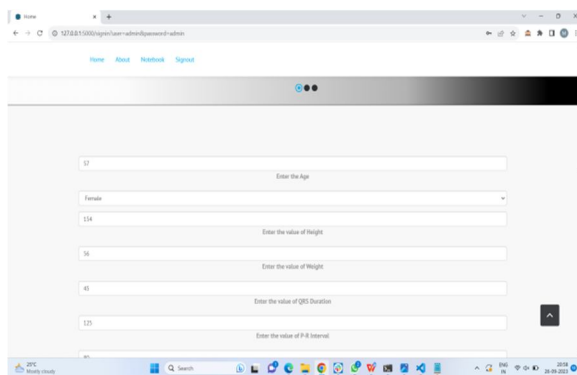 Home
127.0.0.1:5000/signin?user=admin&password=admin
Home About Notebook Signout
57
Enter the Age
Female
154
Enter the value of Height
56
Enter the value of Weight
45
Enter the value of QRS Duration
125
Enter the value of P-R Interval
25°C
Mostly cloudy
Search
ENG
IN
20:58
26-09-2023